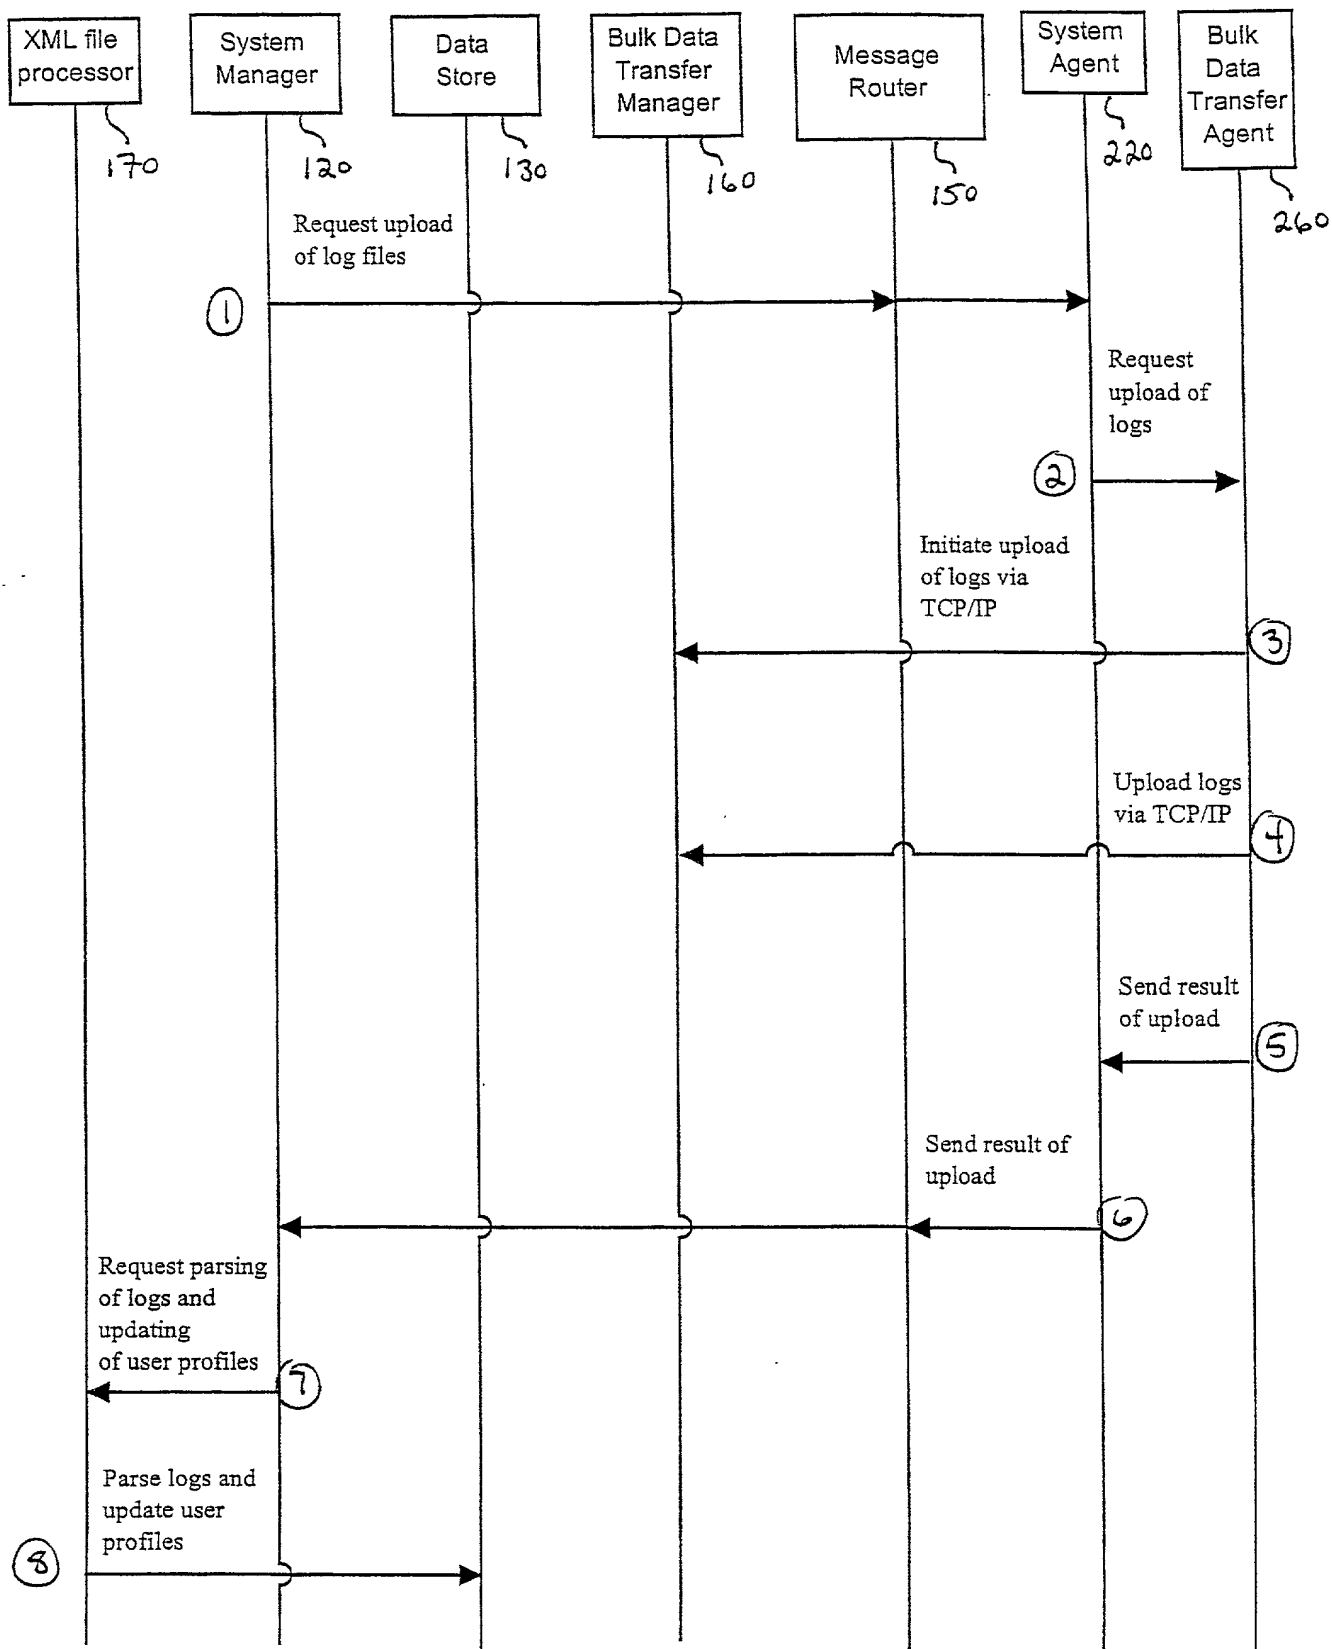 XML file
processor
System
Manager
Data
Store
Bulk Data
Transfer
Manager
Message
Router
System
Agent
Bulk
Data
Transfer
Agent
170
120
130
160
150
220
260
Request upload
of log files
1
Request
upload of
logs
2
Initiate upload
of logs via
TCP/IP
3
Upload logs
via TCP/IP
4
Send result
of upload
5
Send result of
upload
6
Request parsing
of logs and
updating
of user profiles
7
Parse logs and
update user
profiles
8